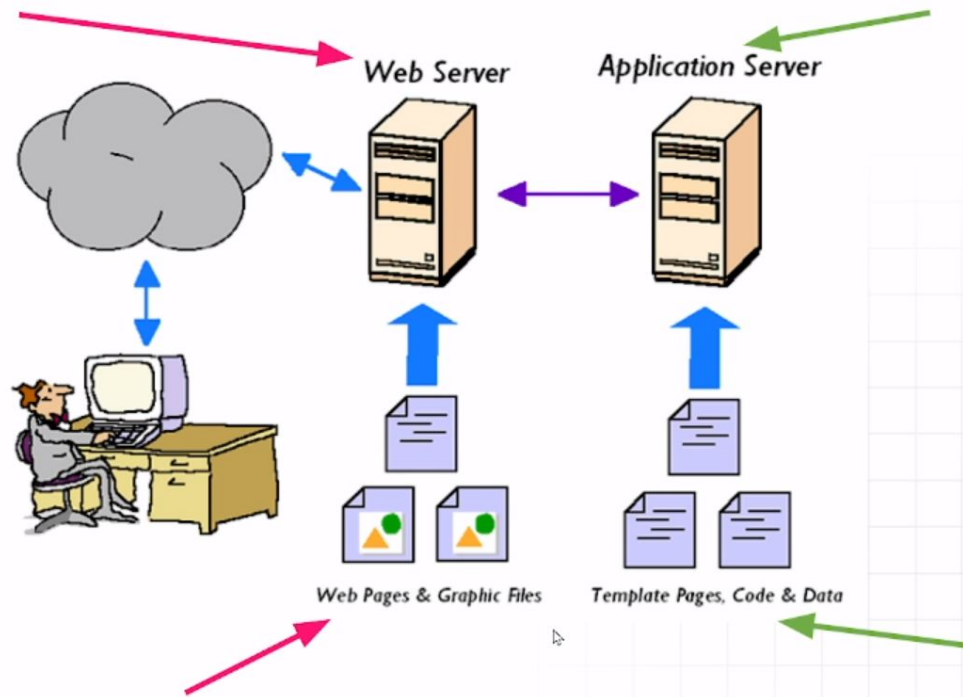 Web Server
Application Server
Web Pages & Graphic Files
Template Pages, Code & Data